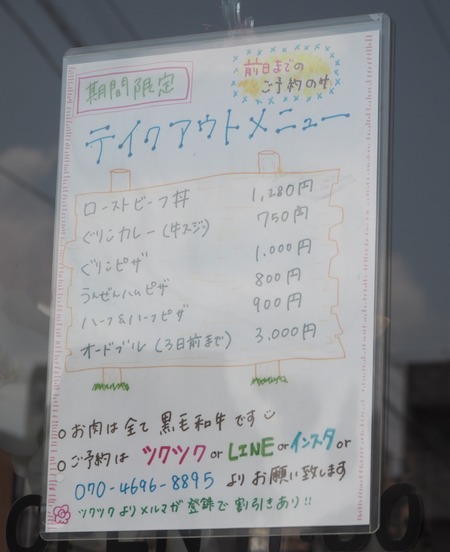 期間限定
前日までの
ご予約のみ
テイクアウトメニュー
ローストビーフ丼 1,280円
ぐりこカレー(牛スジ) 750円
ぐりこピザ 1,000円
うんぜんハムピザ 800円
ハーフ&ハーフピザ 900円
オードブル(3日前まで) 3,000円
○お肉は全て黒毛和牛です
○ご予約は ツクツク or LINE or インスタ or
070-4696-8895 よりお願い致します
ツクツクよりメルマガ登録で割引きあり!!